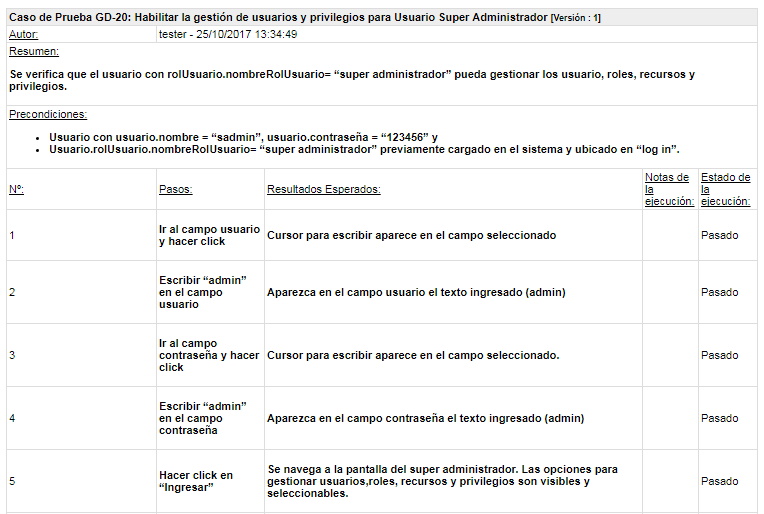 Caso de Prueba GD-20: Habilitar la gestión de usuarios y privilegios para Usuario Super Administrador [Versión : 1]
Autor: tester - 25/10/2017 13:34:49
Resumen:
Se verifica que el usuario con rolUsuario.nombreRolUsuario= “super administrador” pueda gestionar los usuario, roles, recursos y
privilegios.
Precondiciones:
• Usuario con usuario.nombre = “sadmin”, usuario.contraseña = “123456” y
• Usuario.rolUsuario.nombreRolUsuario= “super administrador” previamente cargado en el sistema y ubicado en “log in”.
Nº:
Pasos:
Resultados Esperados:
Notas de
la
ejecución:
Estado de
la
ejecución:
1
Ir al campo usuario
y hacer click
Cursor para escribir aparece en el campo seleccionado
Pasado
2
Escribir “admin”
en el campo
usuario
Aparezca en el campo usuario el texto ingresado (admin)
Pasado
3
Ir al campo
contraseña y hacer
click
Cursor para escribir aparece en el campo seleccionado.
Pasado
4
Escribir “admin”
en el campo
contraseña
Aparezca en el campo contraseña el texto ingresado (admin)
Pasado
5
Hacer click en
“Ingresar”
Se navega a la pantalla del super administrador. Las opciones para
gestionar usuarios,roles, recursos y privilegios son visibles y
seleccionables.
Pasado